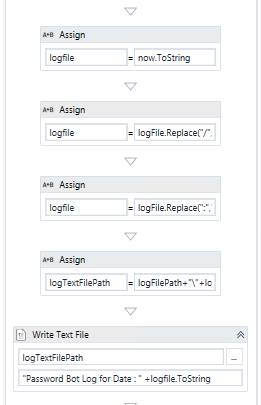 A+B Assign
logfile = now.ToString
A+B Assign
logfile = logFile.Replace("/",
A+B Assign
logfile = logFile.Replace(":",
A+B Assign
logTextFilePath = logFilePath+"\"+lo
Write Text File
logTextFilePath ...
"Password Bot Log for Date : " +logfile.ToString